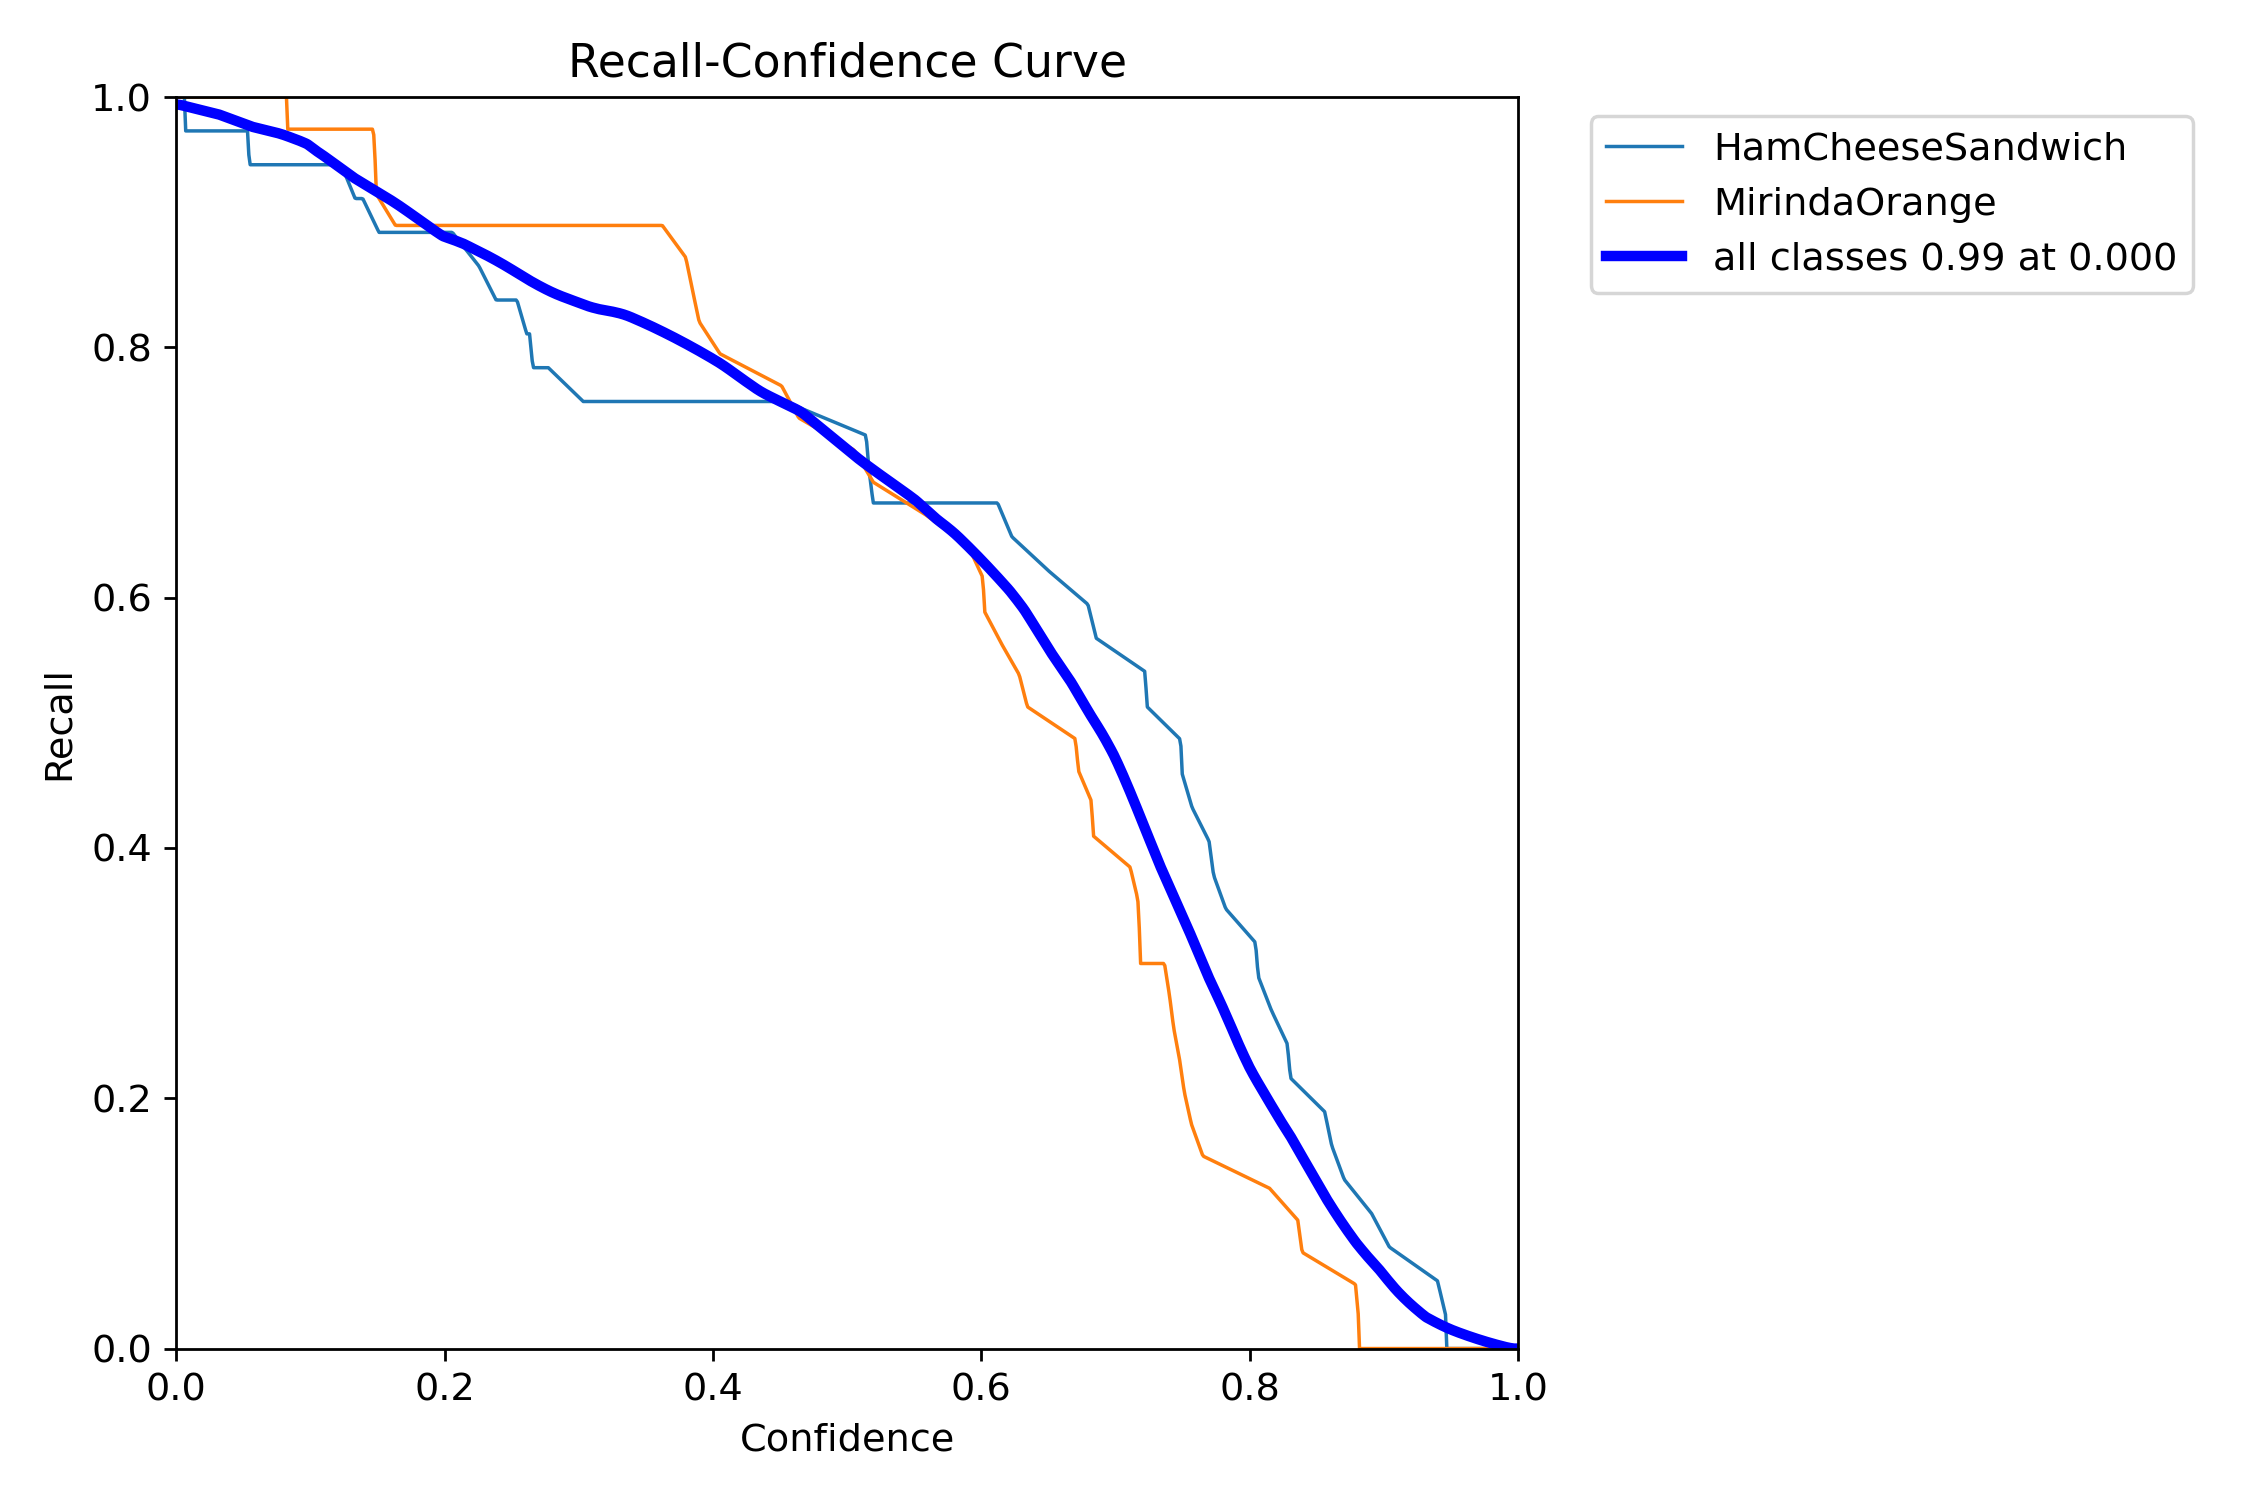 Recall-Confidence Curve
HamCheeseSandwich
MirindaOrange
all classes 0.99 at 0.000
1.0
0.8
0.6
0.4
0.2
0.0
Recall
0.0 0.2 0.4 0.6 0.8 1.0
Confidence